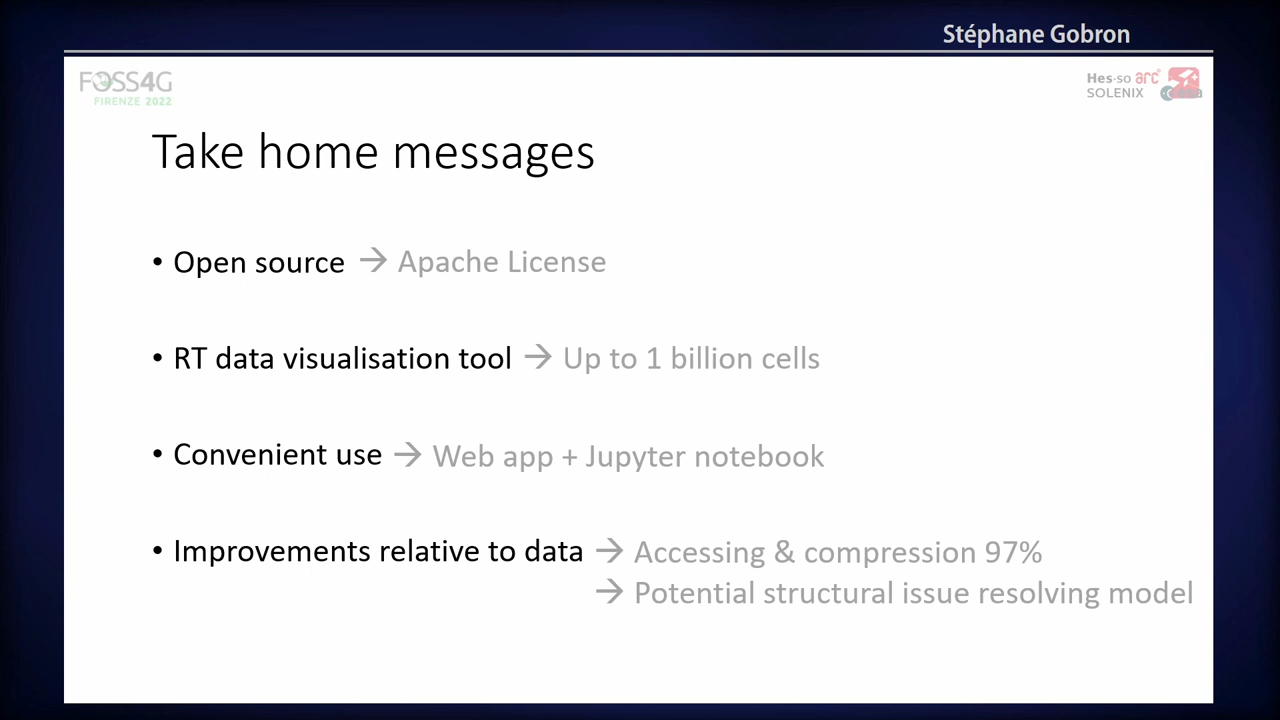 Stéphane Gobron
FOSS4G
FIRENZE 2022
Hes·so arc
SOLENIX
Take home messages
• Open source → Apache License
• RT data visualisation tool → Up to 1 billion cells
• Convenient use → Web app + Jupyter notebook
• Improvements relative to data → Accessing & compression 97%
→ Potential structural issue resolving model